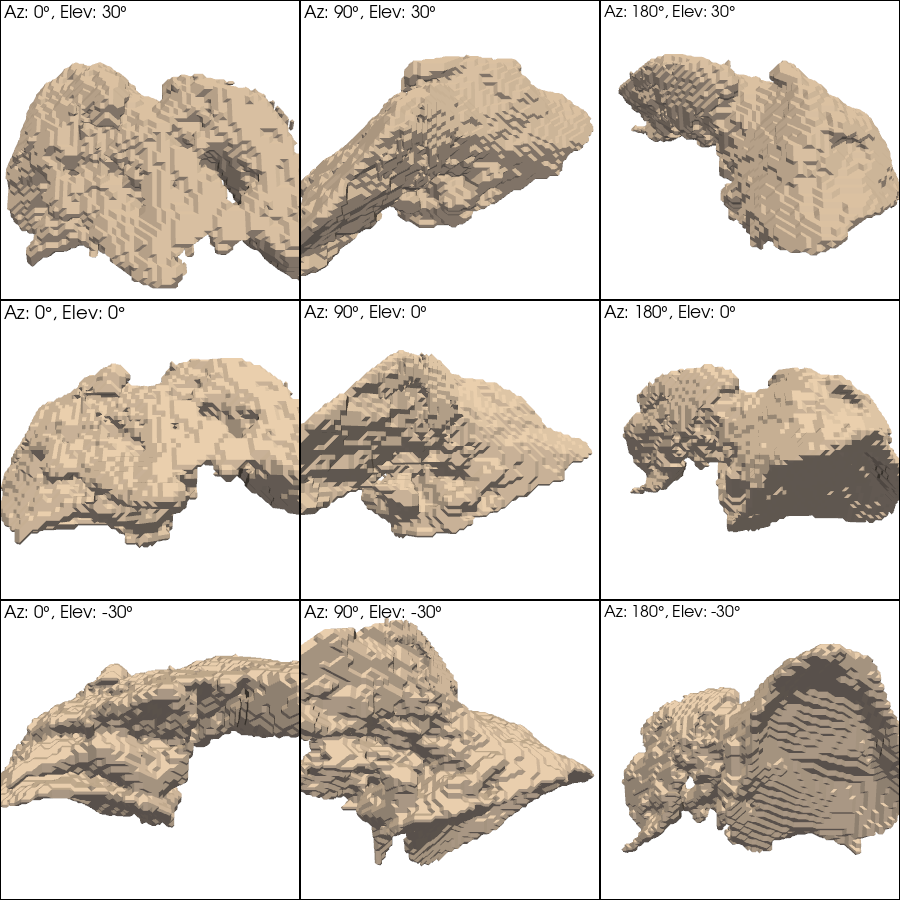 Az: 0°, Elev: 30°
Az: 90°, Elev: 30°
Az: 180°, Elev: 30°
Az: 0°, Elev: 0°
Az: 90°, Elev: 0°
Az: 180°, Elev: 0°
Az: 0°, Elev: -30°
Az: 90°, Elev: -30°
Az: 180°, Elev: -30°